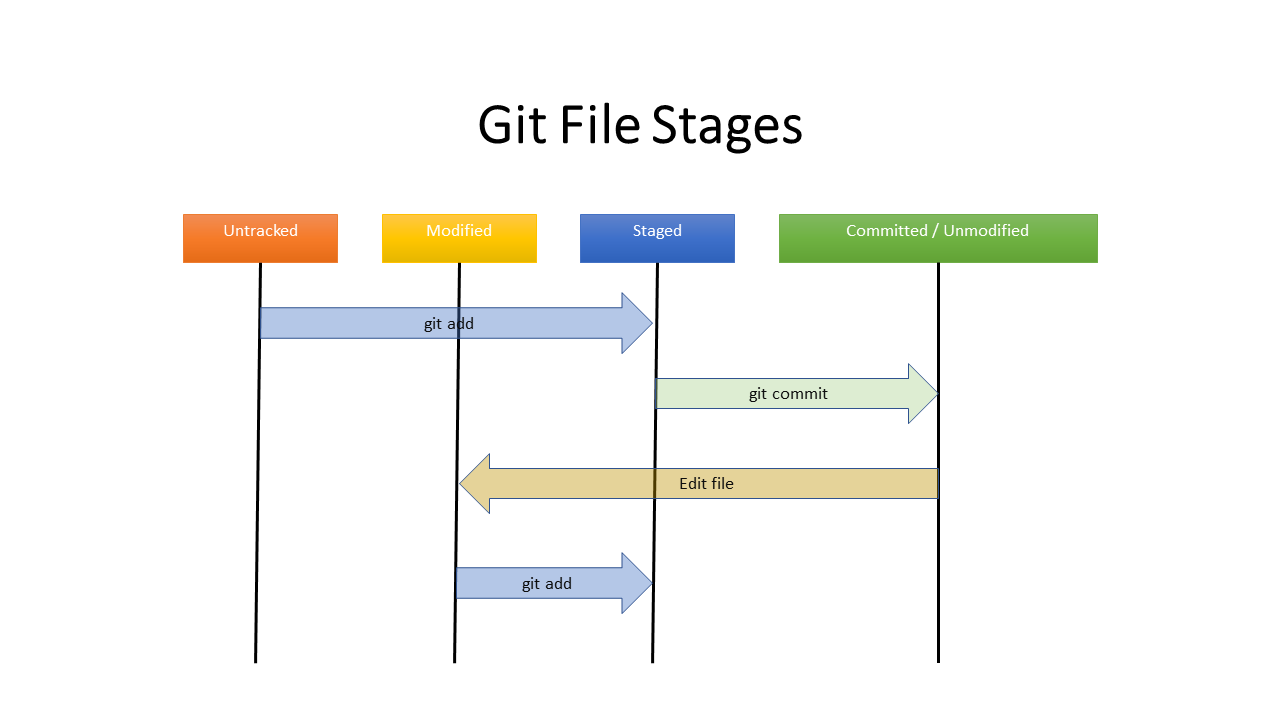 Git File Stages
Untracked
Modified
Staged
Committed / Unmodified
git add
git commit
Edit file
git add